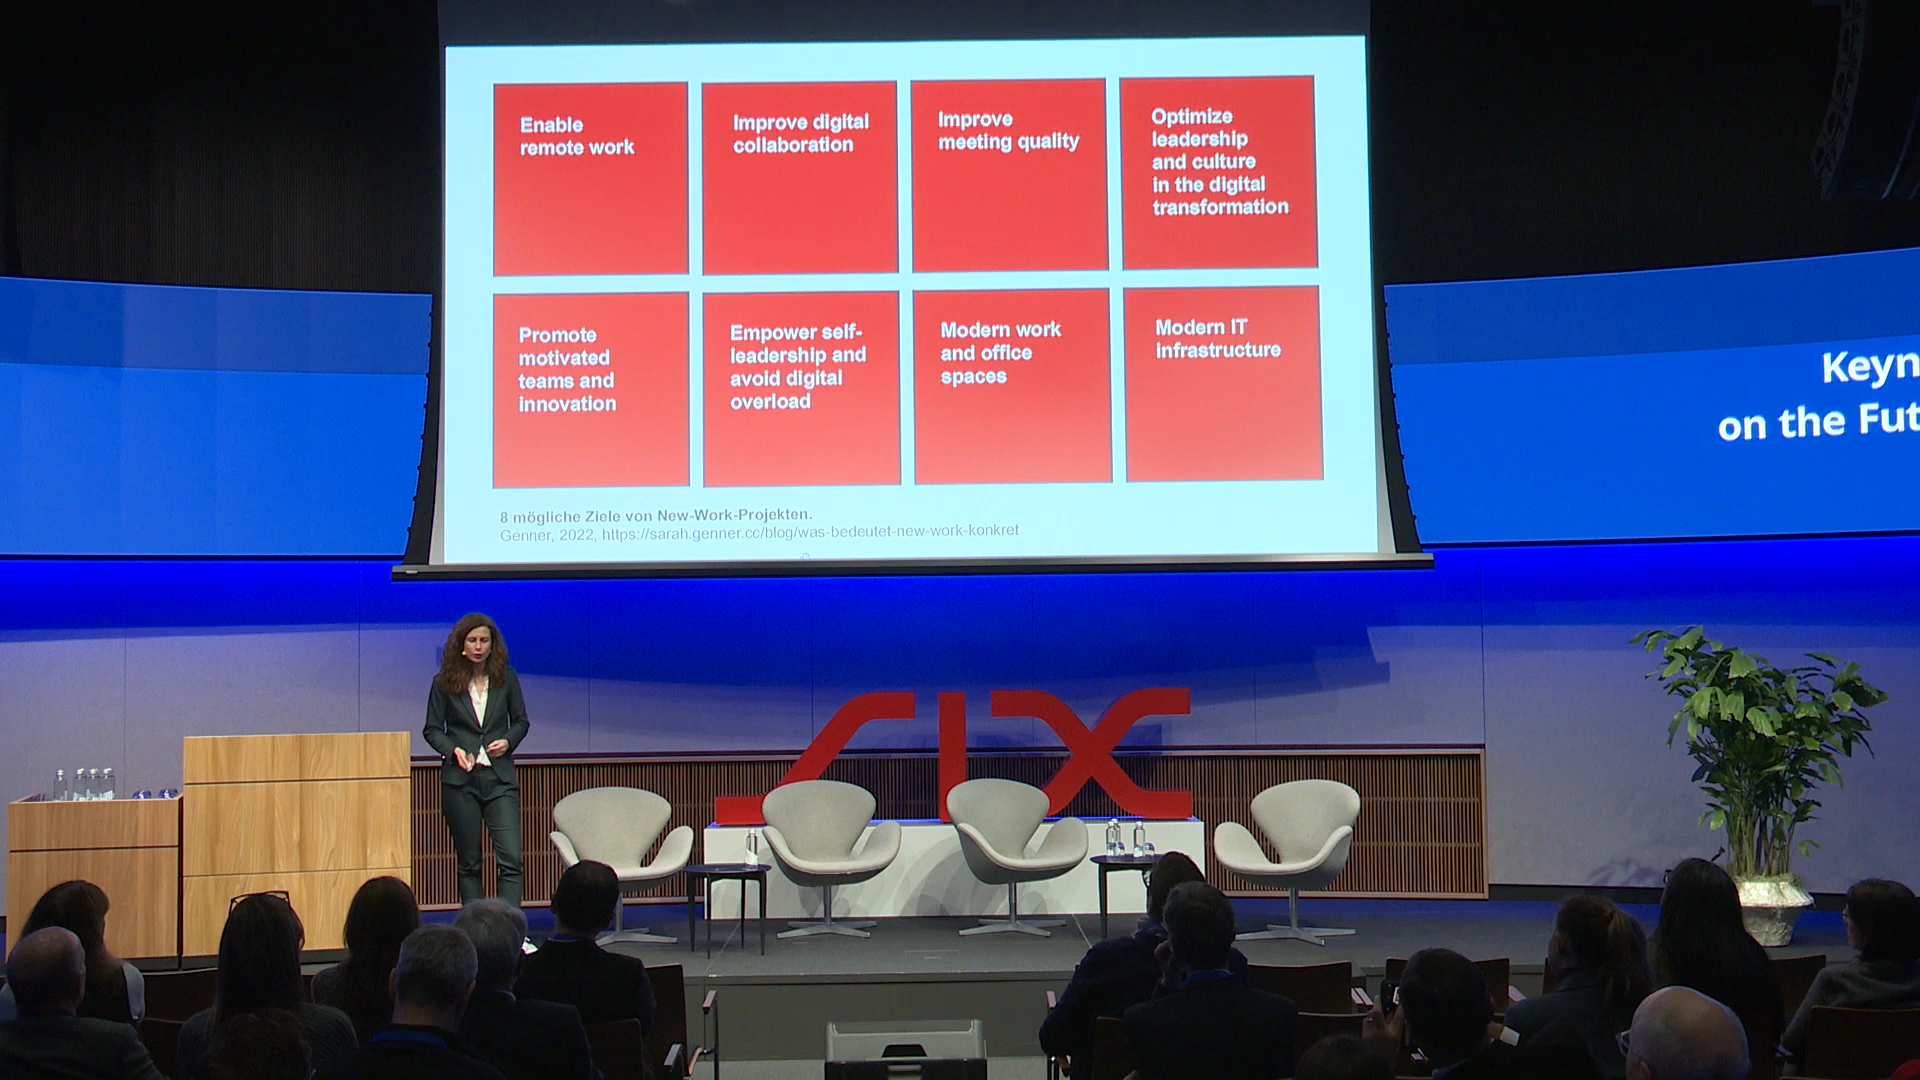 Enable
remote work
Improve digital
collaboration
Improve
meeting quality
Optimize
leadership
and culture
in the digital
transformation
Promote
motivated
teams and
innovation
Empower self-
leadership and
avoid digital
overload
Modern work
and office
spaces
Modern IT
infrastructure
8 mögliche Ziele von New-Work-Projekten.
Genner, 2022, https://sarah.genner.cc/blog/was-bedeutet-new-work-konkret
Keyn
on the Fut
SIX